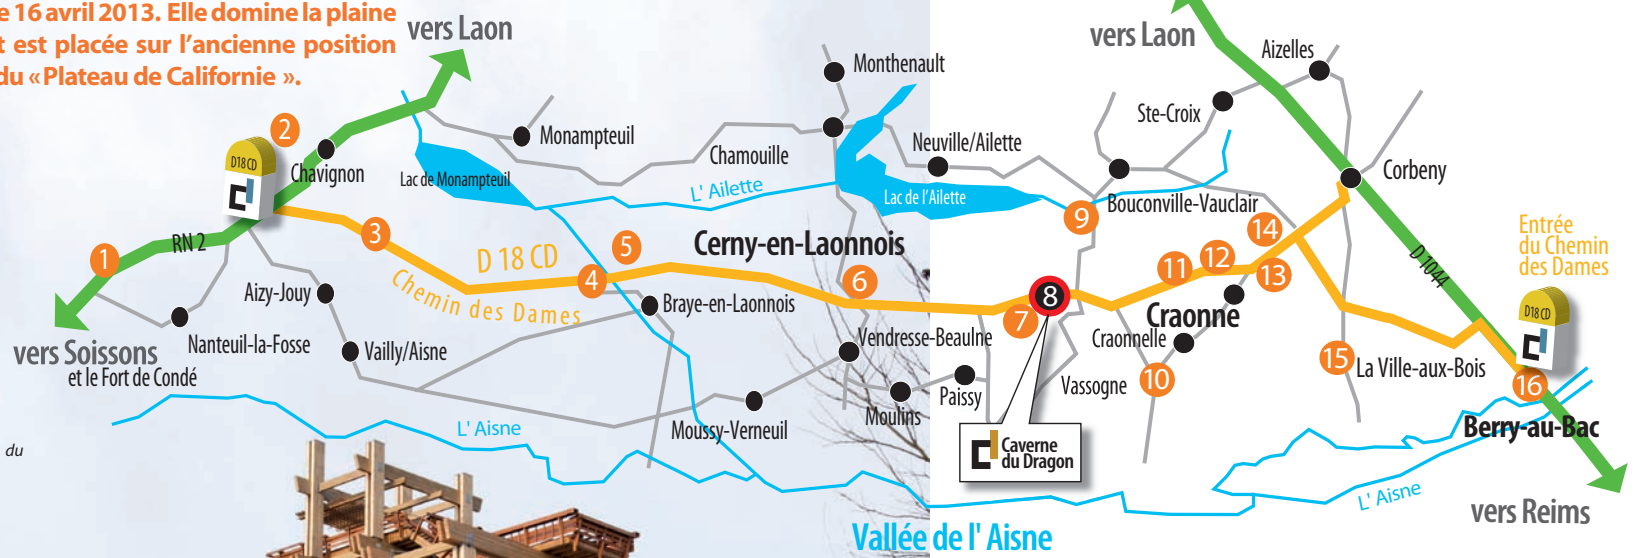 e 16 avril 2013. Elle domine la plaine
t est placée sur l’ancienne position
du « Plateau de Californie ».
vers Laon
vers Laon
Aizelles
Monthenault
Ste-Croix
2
Monampteuil
Neuville/Ailette
Chamouille
D18 CD
Chavignon
Lac de Monampteuil
L' Ailette
Lac de l’Ailette
Corbeny
Bouconville-Vauclair
9
14
Entrée
du Chemin
des Dames
1
RN 2
3
5
Cerny-en-Laonnois
D 18 CD
4
6
11
12
13
D 1044
Chemin des Dames
Aizy-Jouy
Braye-en-Laonnois
7
8
Craonne
D18 CD
Nanteuil-la-Fosse
Vendresse-Beaulne
Craonnelle
vers Soissons
et le Fort de Condé
Vailly/Aisne
15
La Ville-aux-Bois
Vassogne
10
16
Paissy
Moulins
L' Aisne
Moussy-Verneuil
Berry-au-Bac
du
Caverne
du Dragon
L' Aisne
vers Reims
Vallée de l' Aisne